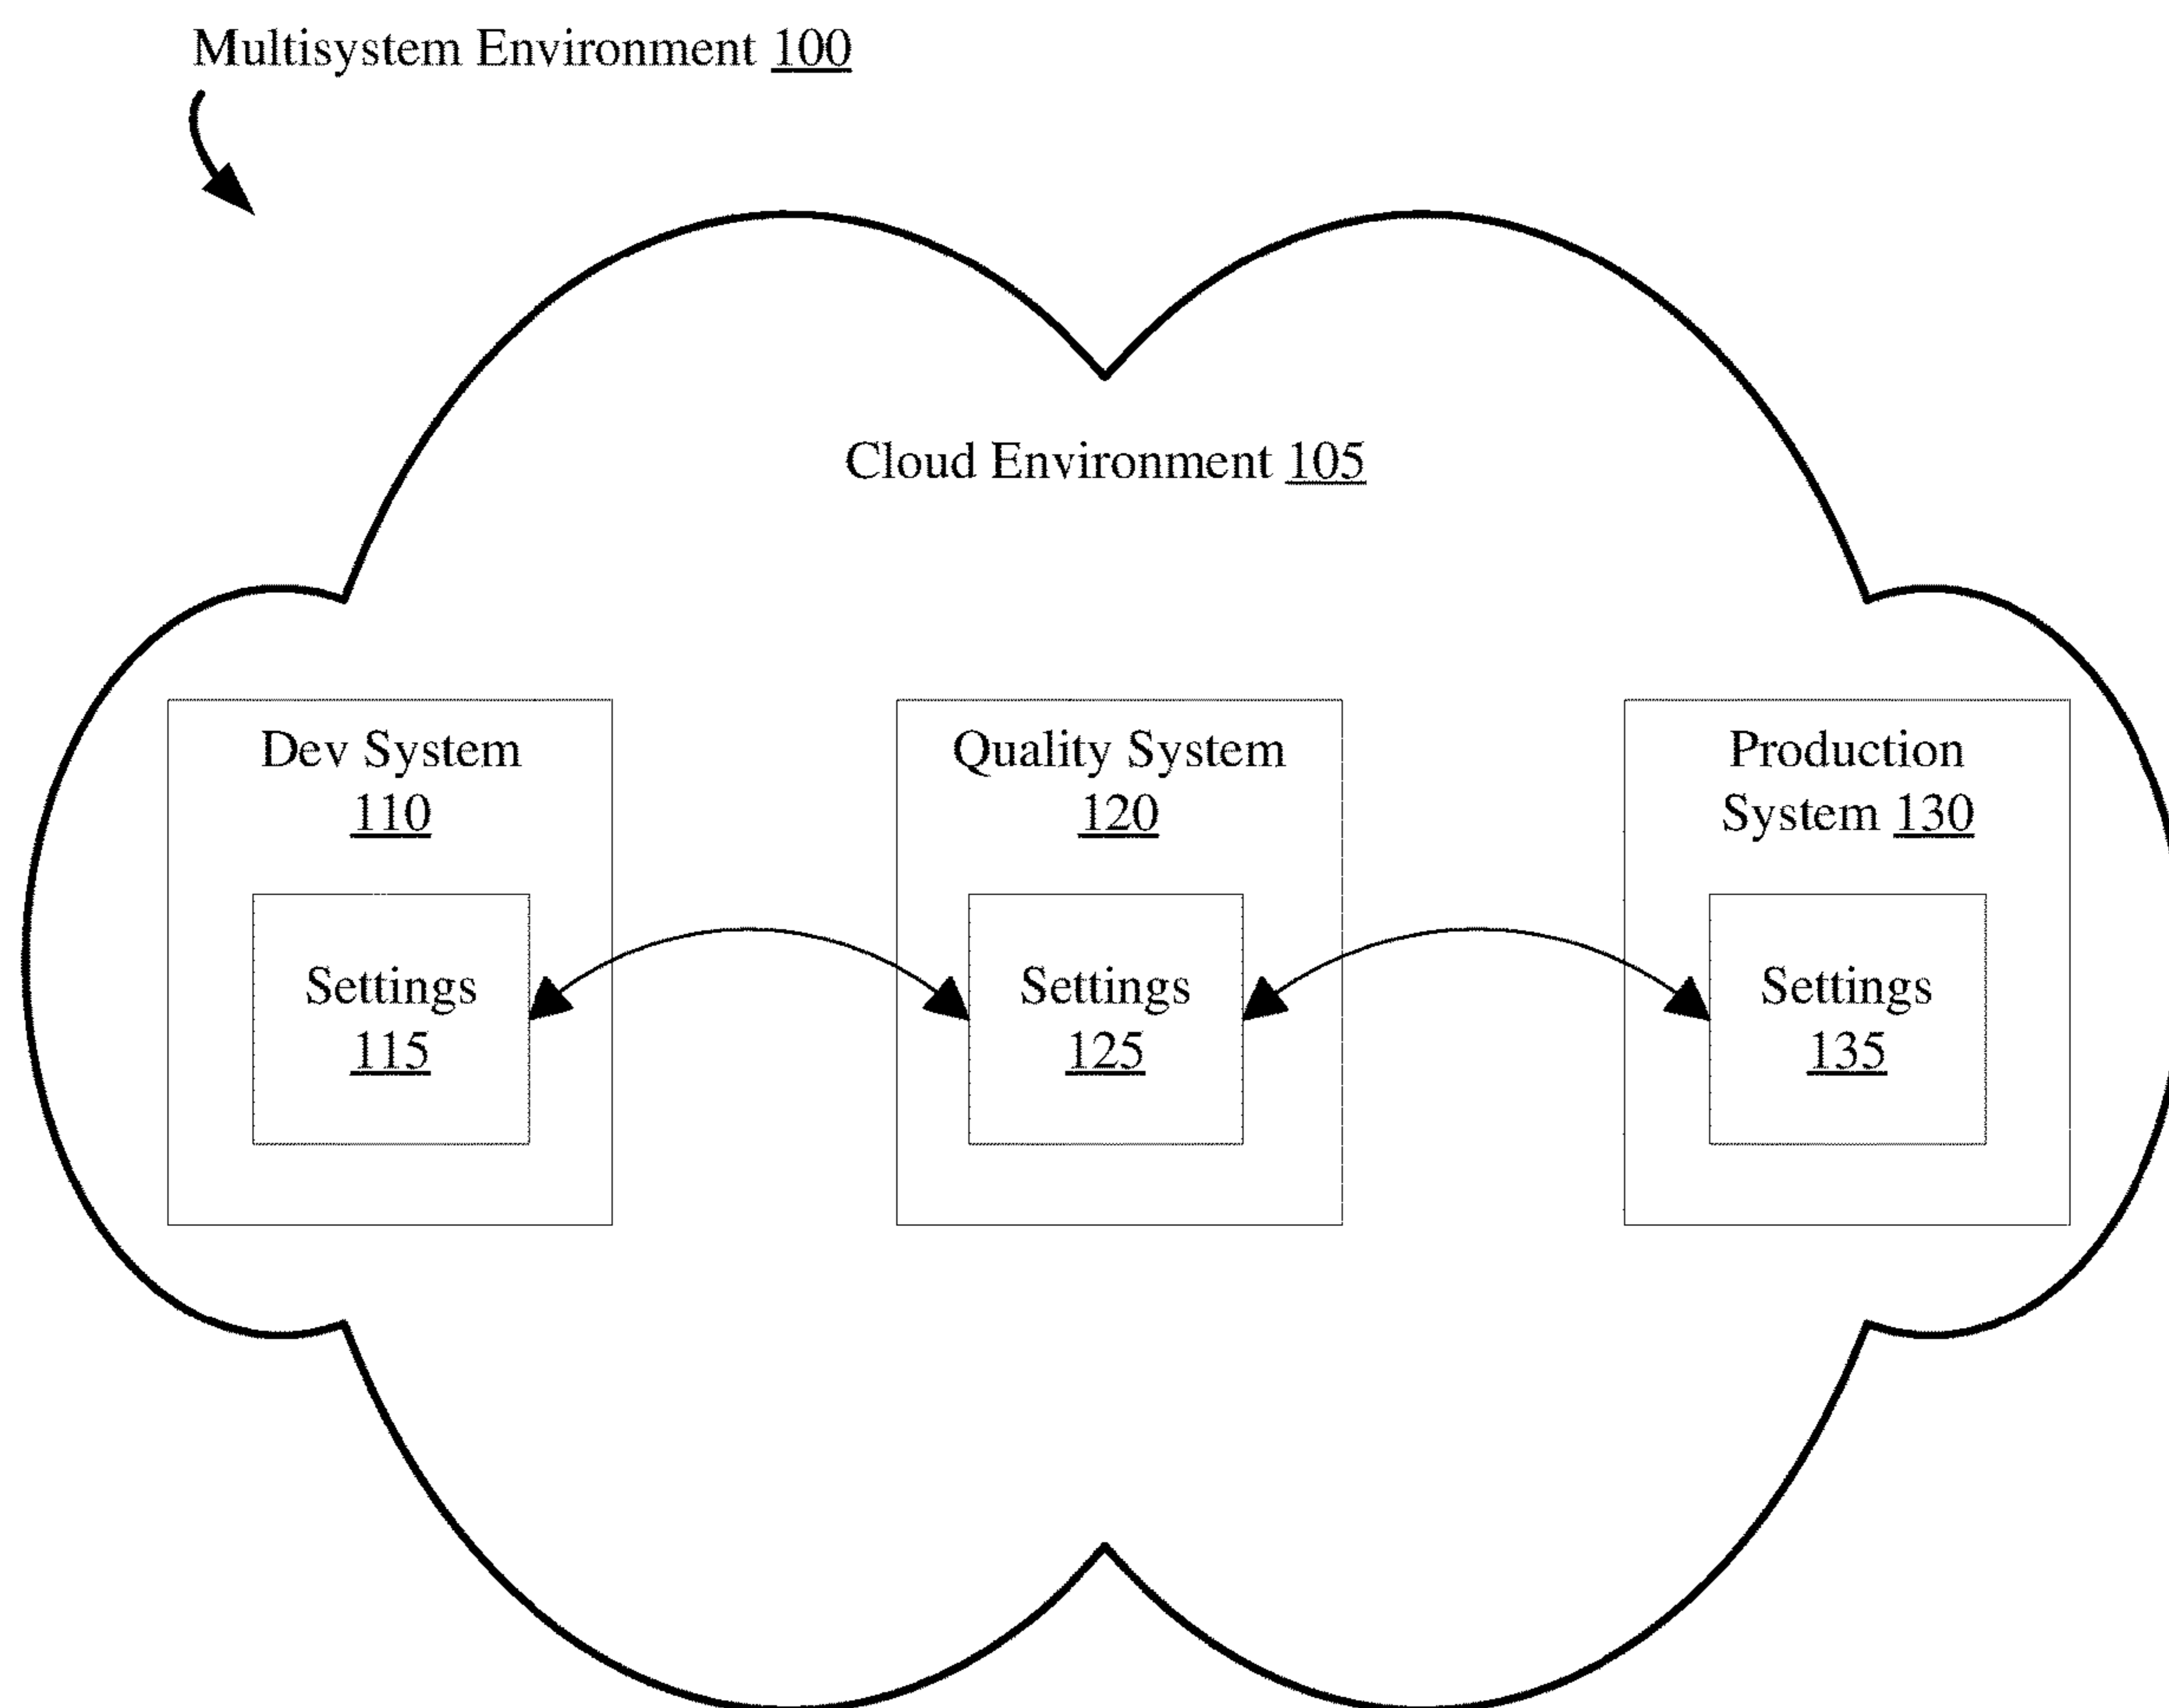 Multisystem Environment 100
Cloud Environment 105
Dev System
110
Quality System
120
Production
System 130
Settings
115
Settings
125
Settings
135